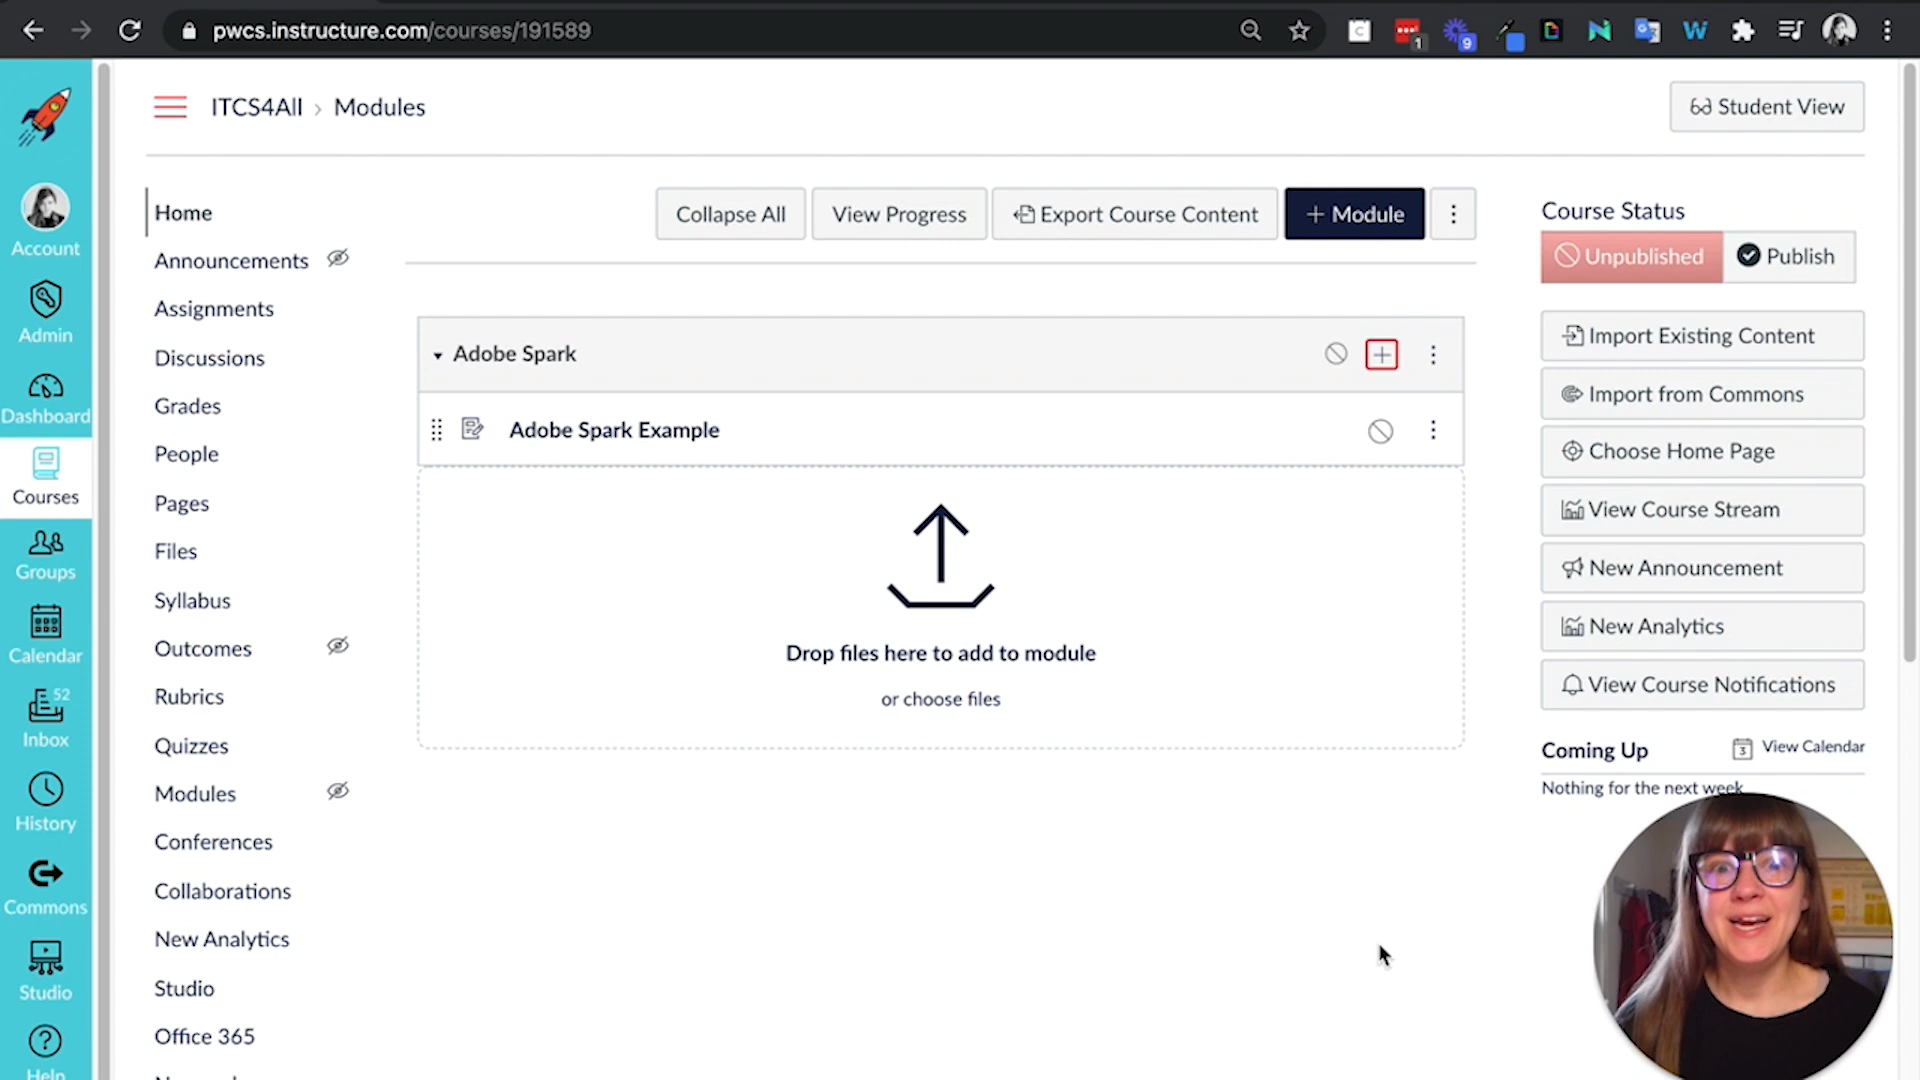 pwcs.instructure.com/courses/191589
1
9
ITCS4All › Modules
Student View
Account
Admin
Dashboard
Courses
Groups
Calendar
52
Inbox
History
Commons
Studio
Help
Home
Announcements
Assignments
Discussions
Grades
People
Pages
Files
Syllabus
Outcomes
Rubrics
Quizzes
Modules
Conferences
Collaborations
New Analytics
Studio
Office 365
Collapse All
View Progress
Export Course Content
+ Module
Adobe Spark
Adobe Spark Example
Drop files here to add to module
or choose files
Course Status
Unpublished
Publish
Import Existing Content
Import from Commons
Choose Home Page
View Course Stream
New Announcement
New Analytics
View Course Notifications
Coming Up
3
View Calendar
Nothing for the next week